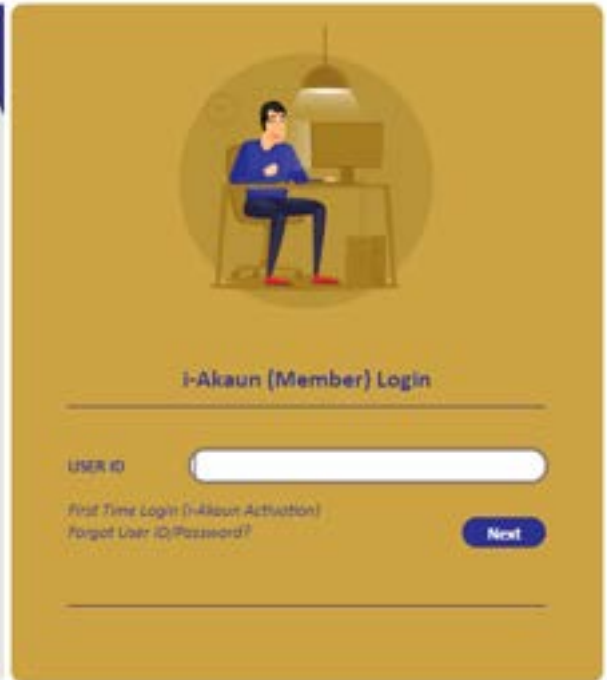 i-Akaun (Member) Login
USER ID
First Time Login (i-Akaun Activation)
Forgot User ID/Password?
Next